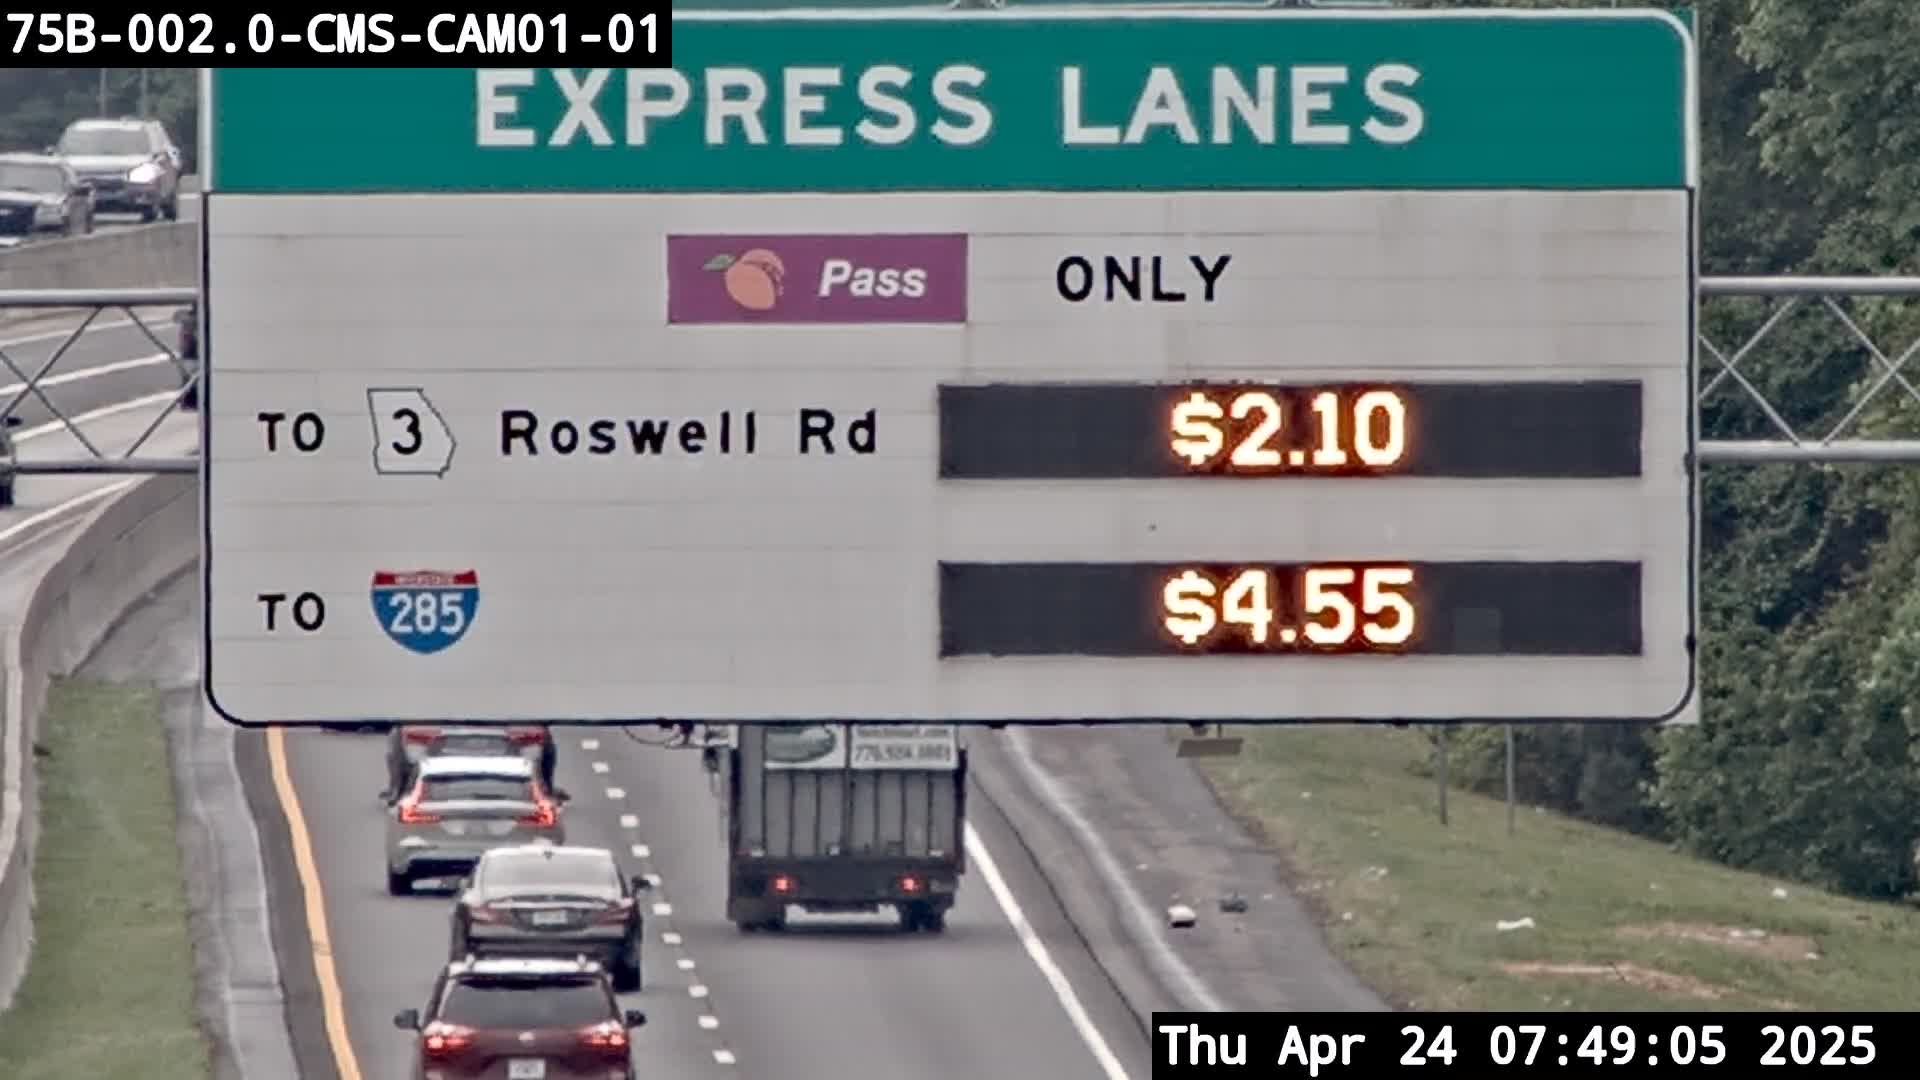 75B-002.0-CMS-CAM01-01
EXPRESS LANES
Pass ONLY
TO 3 Roswell Rd $2.10
INTERSTATE
TO 285 $4.55
Thu Apr 24 07:49:05 2025